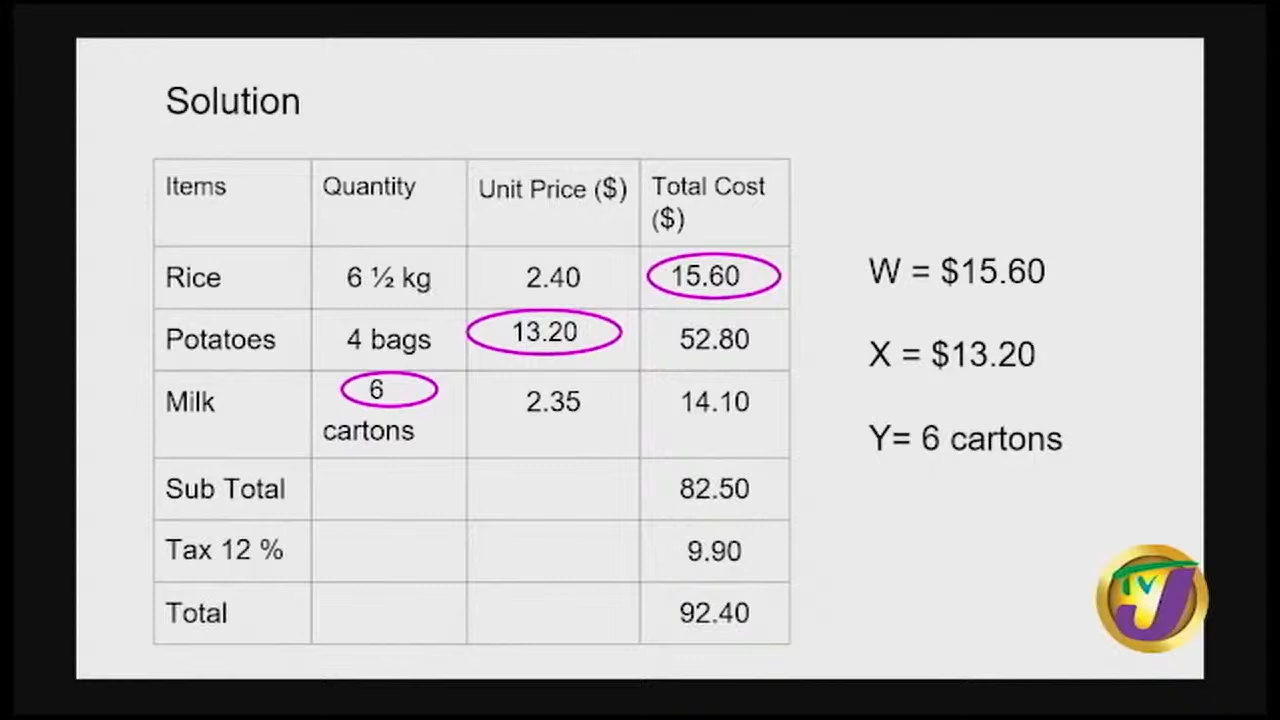 Solution
Items Quantity Unit Price ($) Total Cost
($)
Rice 6 ½ kg 2.40 15.60
W = $15.60
Potatoes 4 bags 13.20 52.80
X = $13.20
Milk 6
cartons 2.35 14.10
Y= 6 cartons
Sub Total 82.50
Tax 12 % 9.90
Total 92.40
TVJ